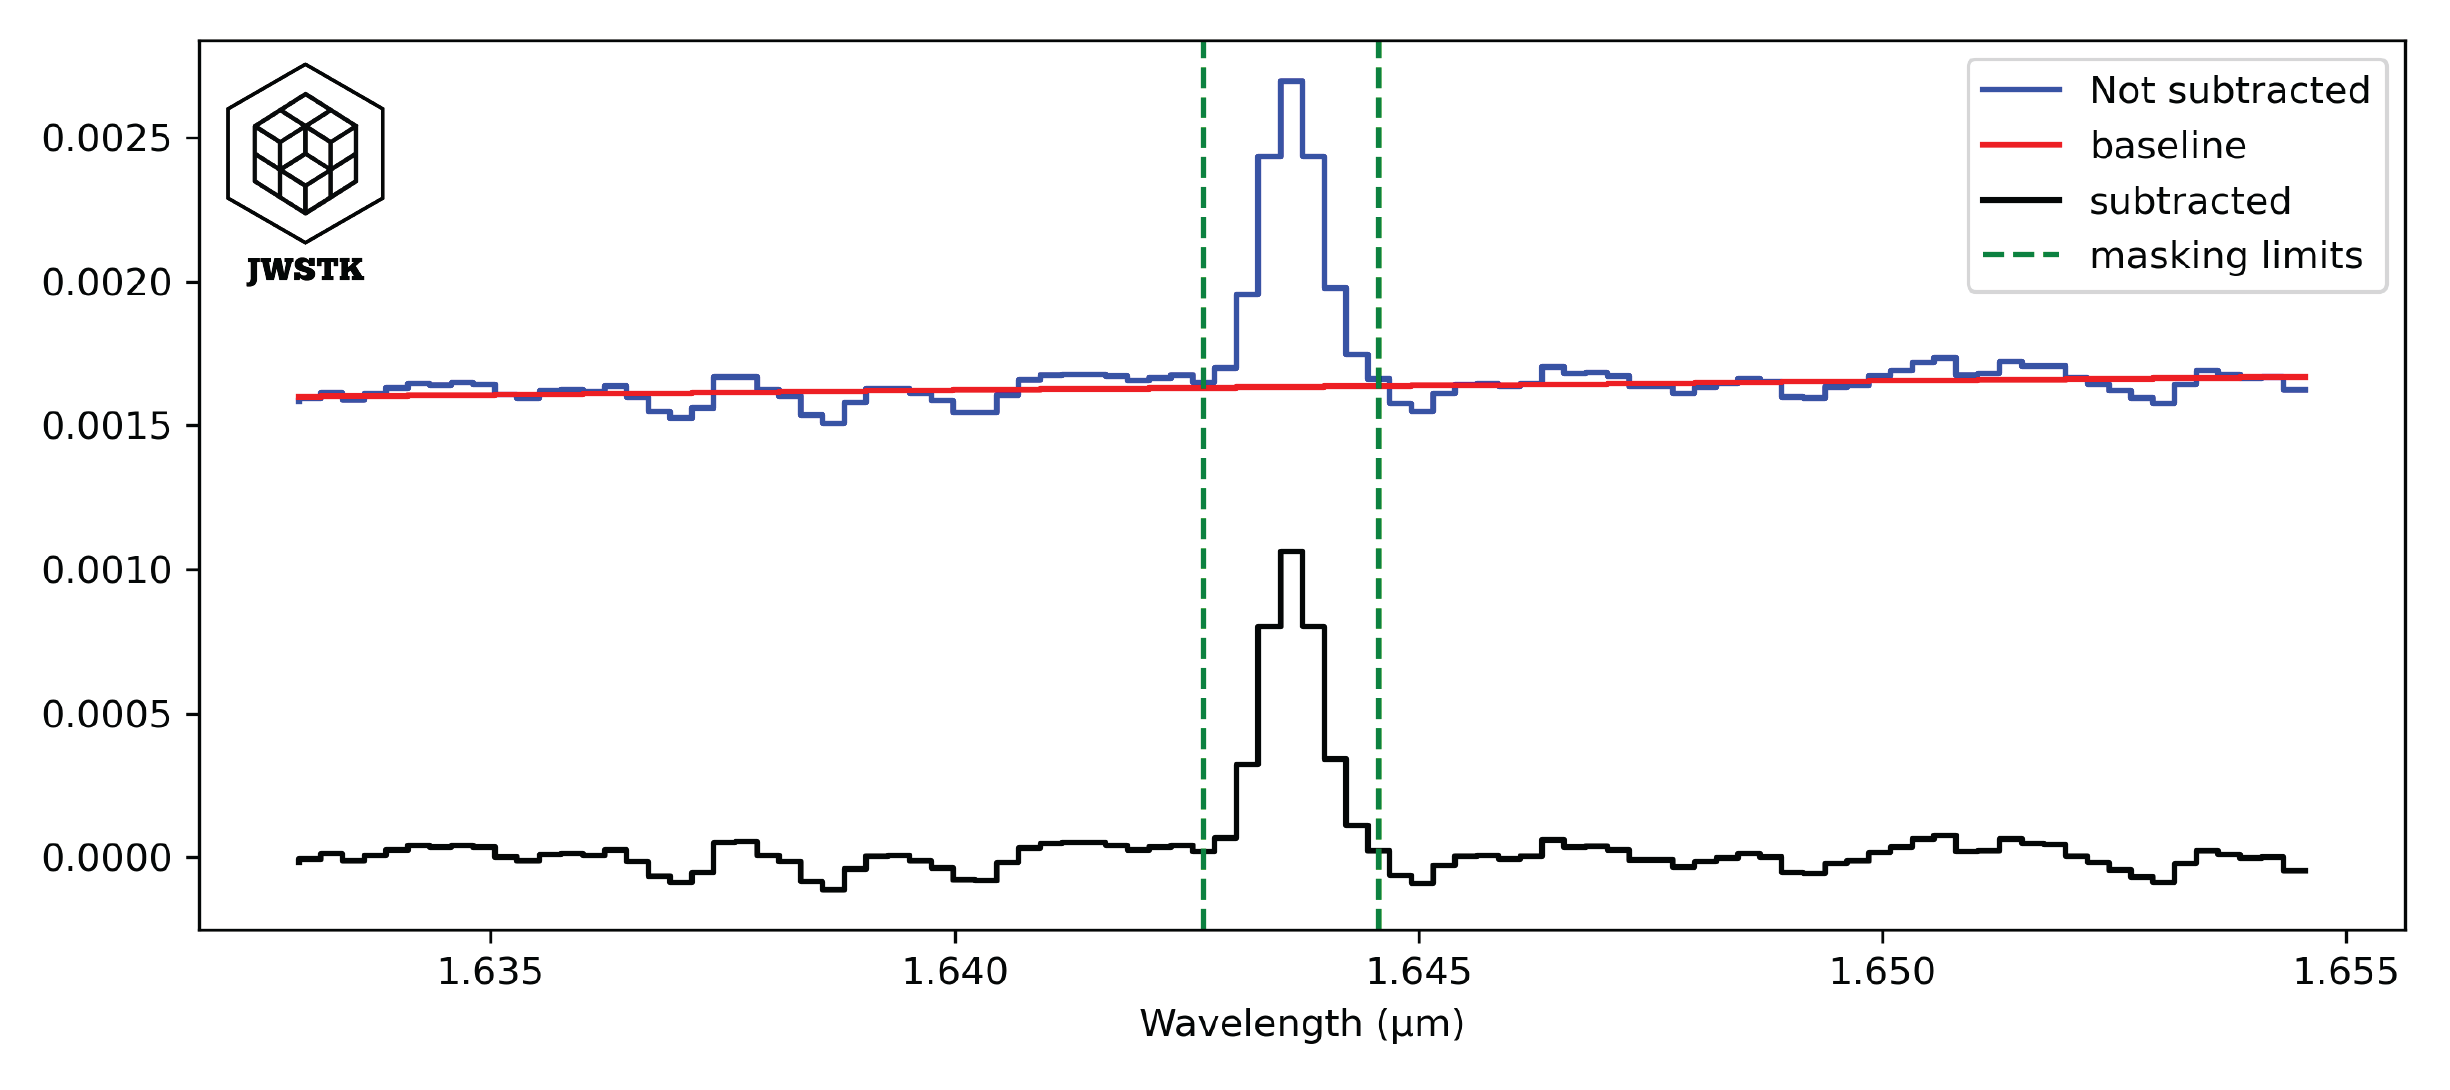 JWSTK
Not subtracted
baseline
subtracted
masking limits
0.0025
0.0020
0.0015
0.0010
0.0005
0.0000
1.635 1.640 1.645 1.650 1.655
Wavelength (μm)